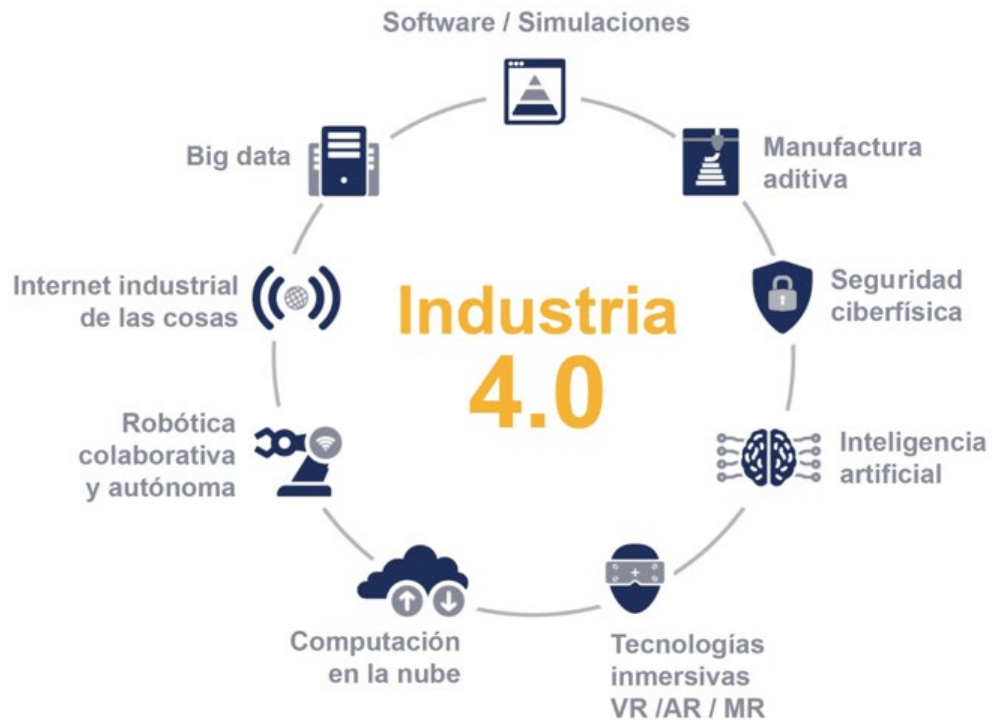 Software / Simulaciones
Manufactura
aditiva
Seguridad
ciberfísica
Inteligencia
artificial
Tecnologías
inmersivas
VR /AR / MR
Computación
en la nube
Robótica
colaborativa
y autónoma
Internet industrial
de las cosas
Big data
Industria
4.0